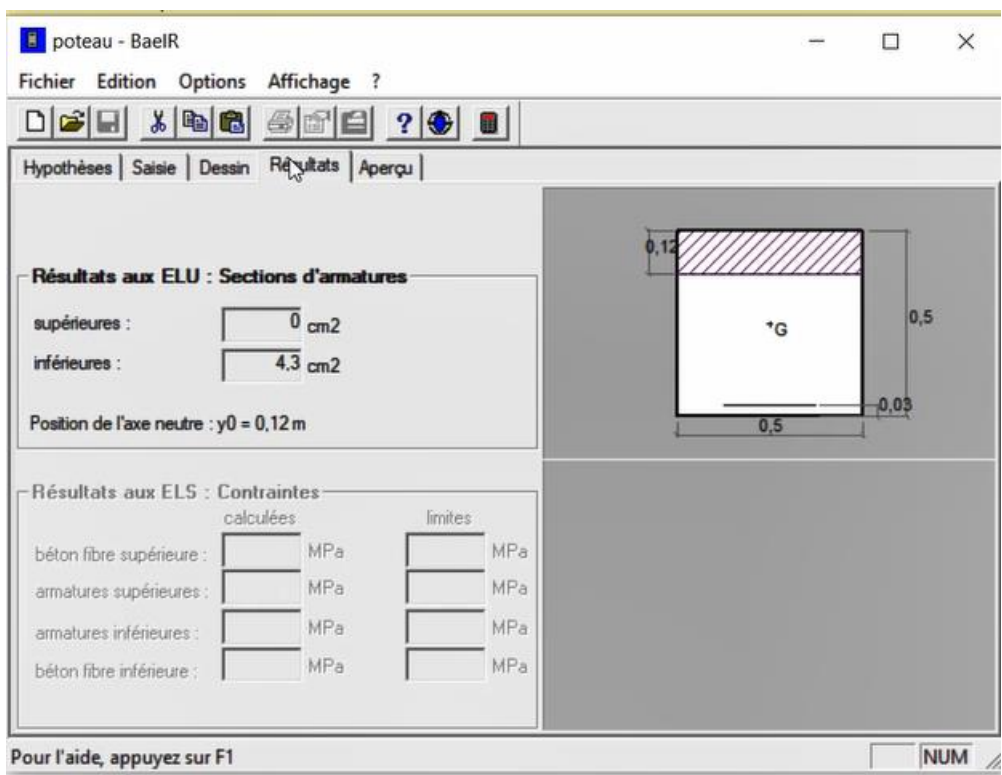 poteau - BaelR
Fichier Edition Options Affichage ?
Hypothèses Saisie Dessin Résultats Aperçu
Résultats aux ELU : Sections d'armatures
supérieures : 0 cm2
inférieures : 4.3 cm2
Position de l'axe neutre : y0 = 0,12 m
0,12
G
0,5
0,03
0,5
Résultats aux ELS : Contraintes
calculées limites
béton fibre supérieure : MPa MPa
armatures supérieures : MPa MPa
armatures inférieures : MPa MPa
béton fibre inférieure : MPa MPa
Pour l'aide, appuyez sur F1
NUM